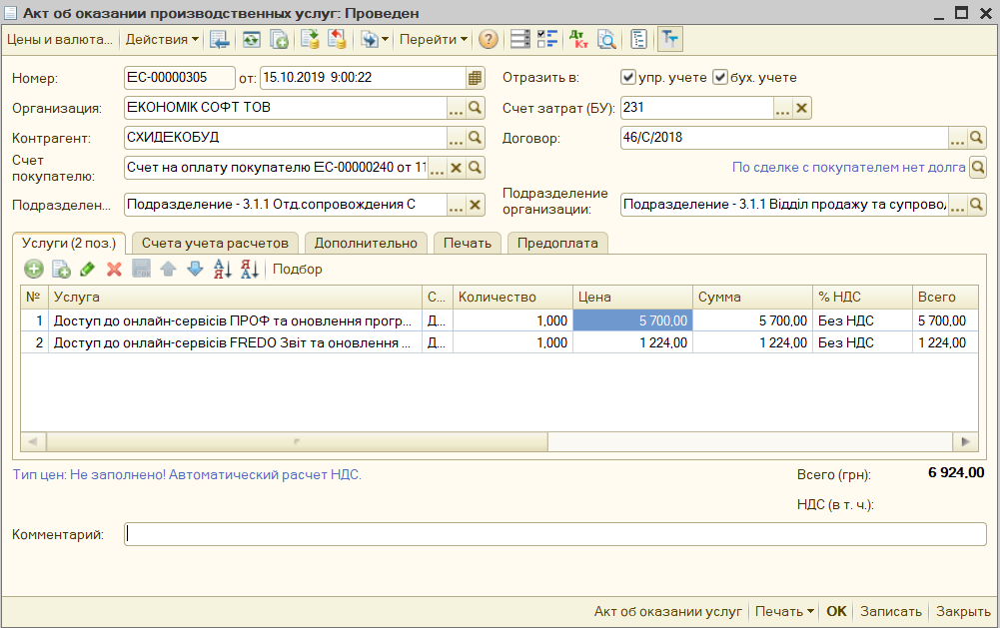 Акт об оказании производственных услуг: Проведен
Цены и валюта... Действия Перейти
Номер: ЕС-00000305 от: 15.10.2019 9:00:22 Отразить в: упр. учете бух. учете
Организация: ЕКОНОМІК СОФТ ТОВ Счет затрат (БУ): 231
Контрагент: СХИДЕКОБУД Договор: 46/С/2018
Счет покупателю: Счет на оплату покупателю ЕС-00000240 от 11 По сделке с покупателем нет долга
Подразделен... Подразделение - 3.1.1 Отд.сопровождения С Подразделение организации: Подразделение - 3.1.1 Відділ продажу та супрово
Услуги (2 поз.) Счета учета расчетов Дополнительно Печать Предоплата
Подбор
№ Услуга С... Количество Цена Сумма % НДС Всего
1 Доступ до онлайн-сервісів ПРОФ та оновлення прогр... Д... 1,000 5 700,00 5 700,00 Без НДС 5 700,00
2 Доступ до онлайн-сервісів FREDO Звіт та оновлення ... Д... 1,000 1 224,00 1 224,00 Без НДС 1 224,00
Тип цен: Не заполнено! Автоматический расчет НДС. Всего (грн): 6 924,00
НДС (в т. ч.):
Комментарий:
Акт об оказании услуг Печать OK Записать Закрыть